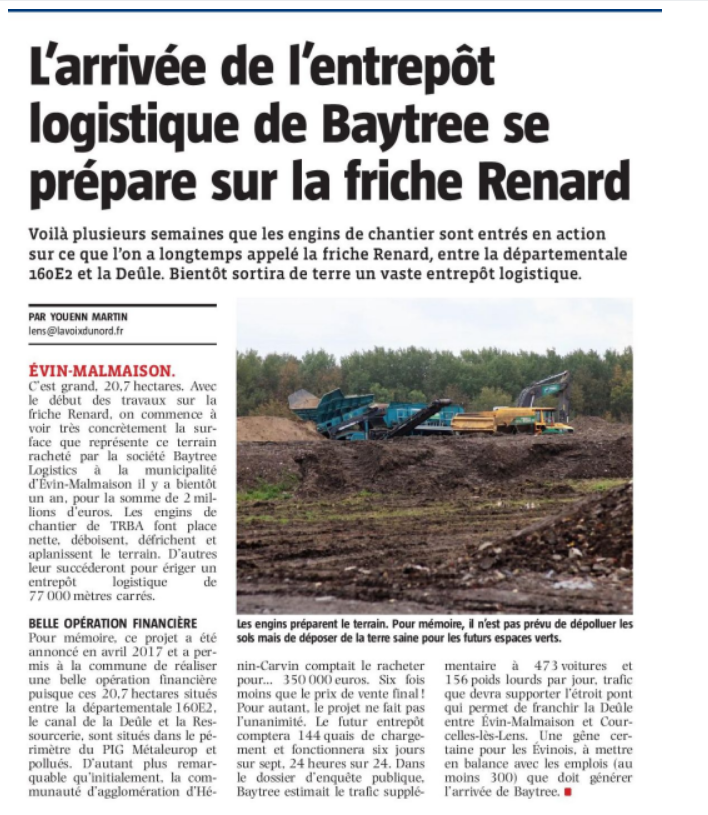 L'arrivée de l'entrepôt
logistique de Baytree se
prépare sur la friche Renard
Voilà plusieurs semaines que les engins de chantier sont entrés en action
sur ce que l'on a longtemps appelé la friche Renard, entre la départementale
160E2 et la Deûle. Bientôt sortira de terre un vaste entrepôt logistique.
PAR YOUENN MARTIN
lens@lavoixdunord.fr
ÉVIN-MALMAISON.
C'est grand, 20,7 hectares. Avec
le début des travaux sur la
friche Renard, on commence à
voir très concrètement la sur-
face que représente ce terrain
racheté par la société Baytree
Logistics à la municipalité
d'Évin-Malmaison il y a bientôt
un an, pour la somme de 2 mil-
lions d'euros. Les engins de
chantier de TRBA font place
nette, déboisent, défrichent et
aplanissent le terrain. D'autres
leur succéderont pour ériger un
entrepôt logistique de
77 000 mètres carrés.
BELLE OPÉRATION FINANCIÈRE
Pour mémoire, ce projet a été
annoncé en avril 2017 et a per-
mis à la commune de réaliser
une belle opération financière
puisque ces 20,7 hectares situés
entre la départementale 160E2,
le canal de la Deûle et la Res-
sourcerie, sont situés dans le pé-
rimètre du PIG Métaleurop et
pollués. D'autant plus remar-
quable qu'initialement, la com-
munauté d'agglomération d'Hé-
Les engins préparent le terrain. Pour mémoire, il n'est pas prévu de dépolluer les
sols mais de déposer de la terre saine pour les futurs espaces verts.
nin-Carvin comptait le racheter
pour... 350 000 euros. Six fois
moins que le prix de vente final !
Pour autant, le projet ne fait pas
l'unanimité. Le futur entrepôt
comptera 144 quais de charge-
ment et fonctionnera six jours
sur sept, 24 heures sur 24. Dans
le dossier d'enquête publique,
Baytree estimait le trafic supplé-
mentaire à 473 voitures et
156 poids lourds par jour, trafic
que devra supporter l'étroit pont
qui permet de franchir la Deûle
entre Évin-Malmaison et Cour-
celles-lès-Lens. Une gêne cer-
taine pour les Évinois, à mettre
en balance avec les emplois (au
moins 300) que doit générer
l'arrivée de Baytree.